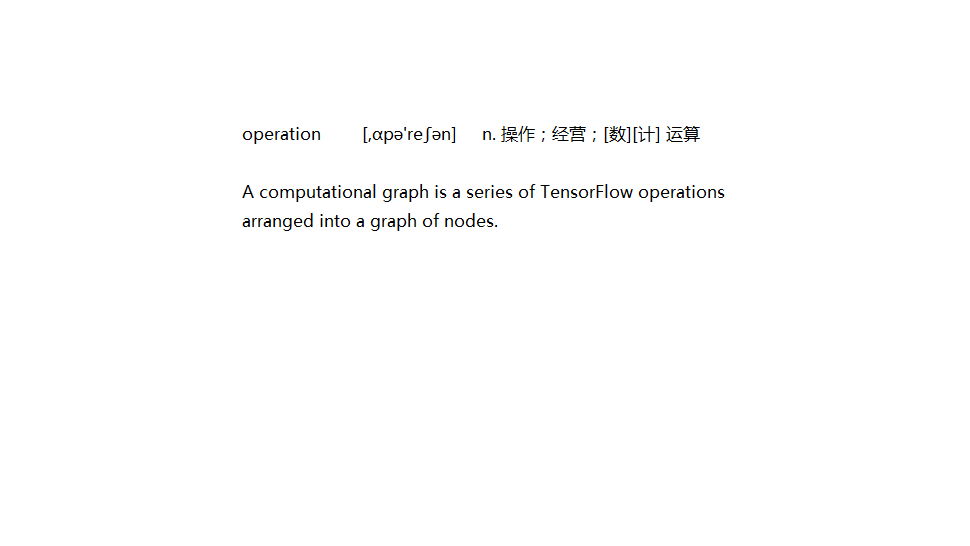 operation [,ɑpə'reʃən] n. 操作；经营；[数][计] 运算
A computational graph is a series of TensorFlow operations
arranged into a graph of nodes.